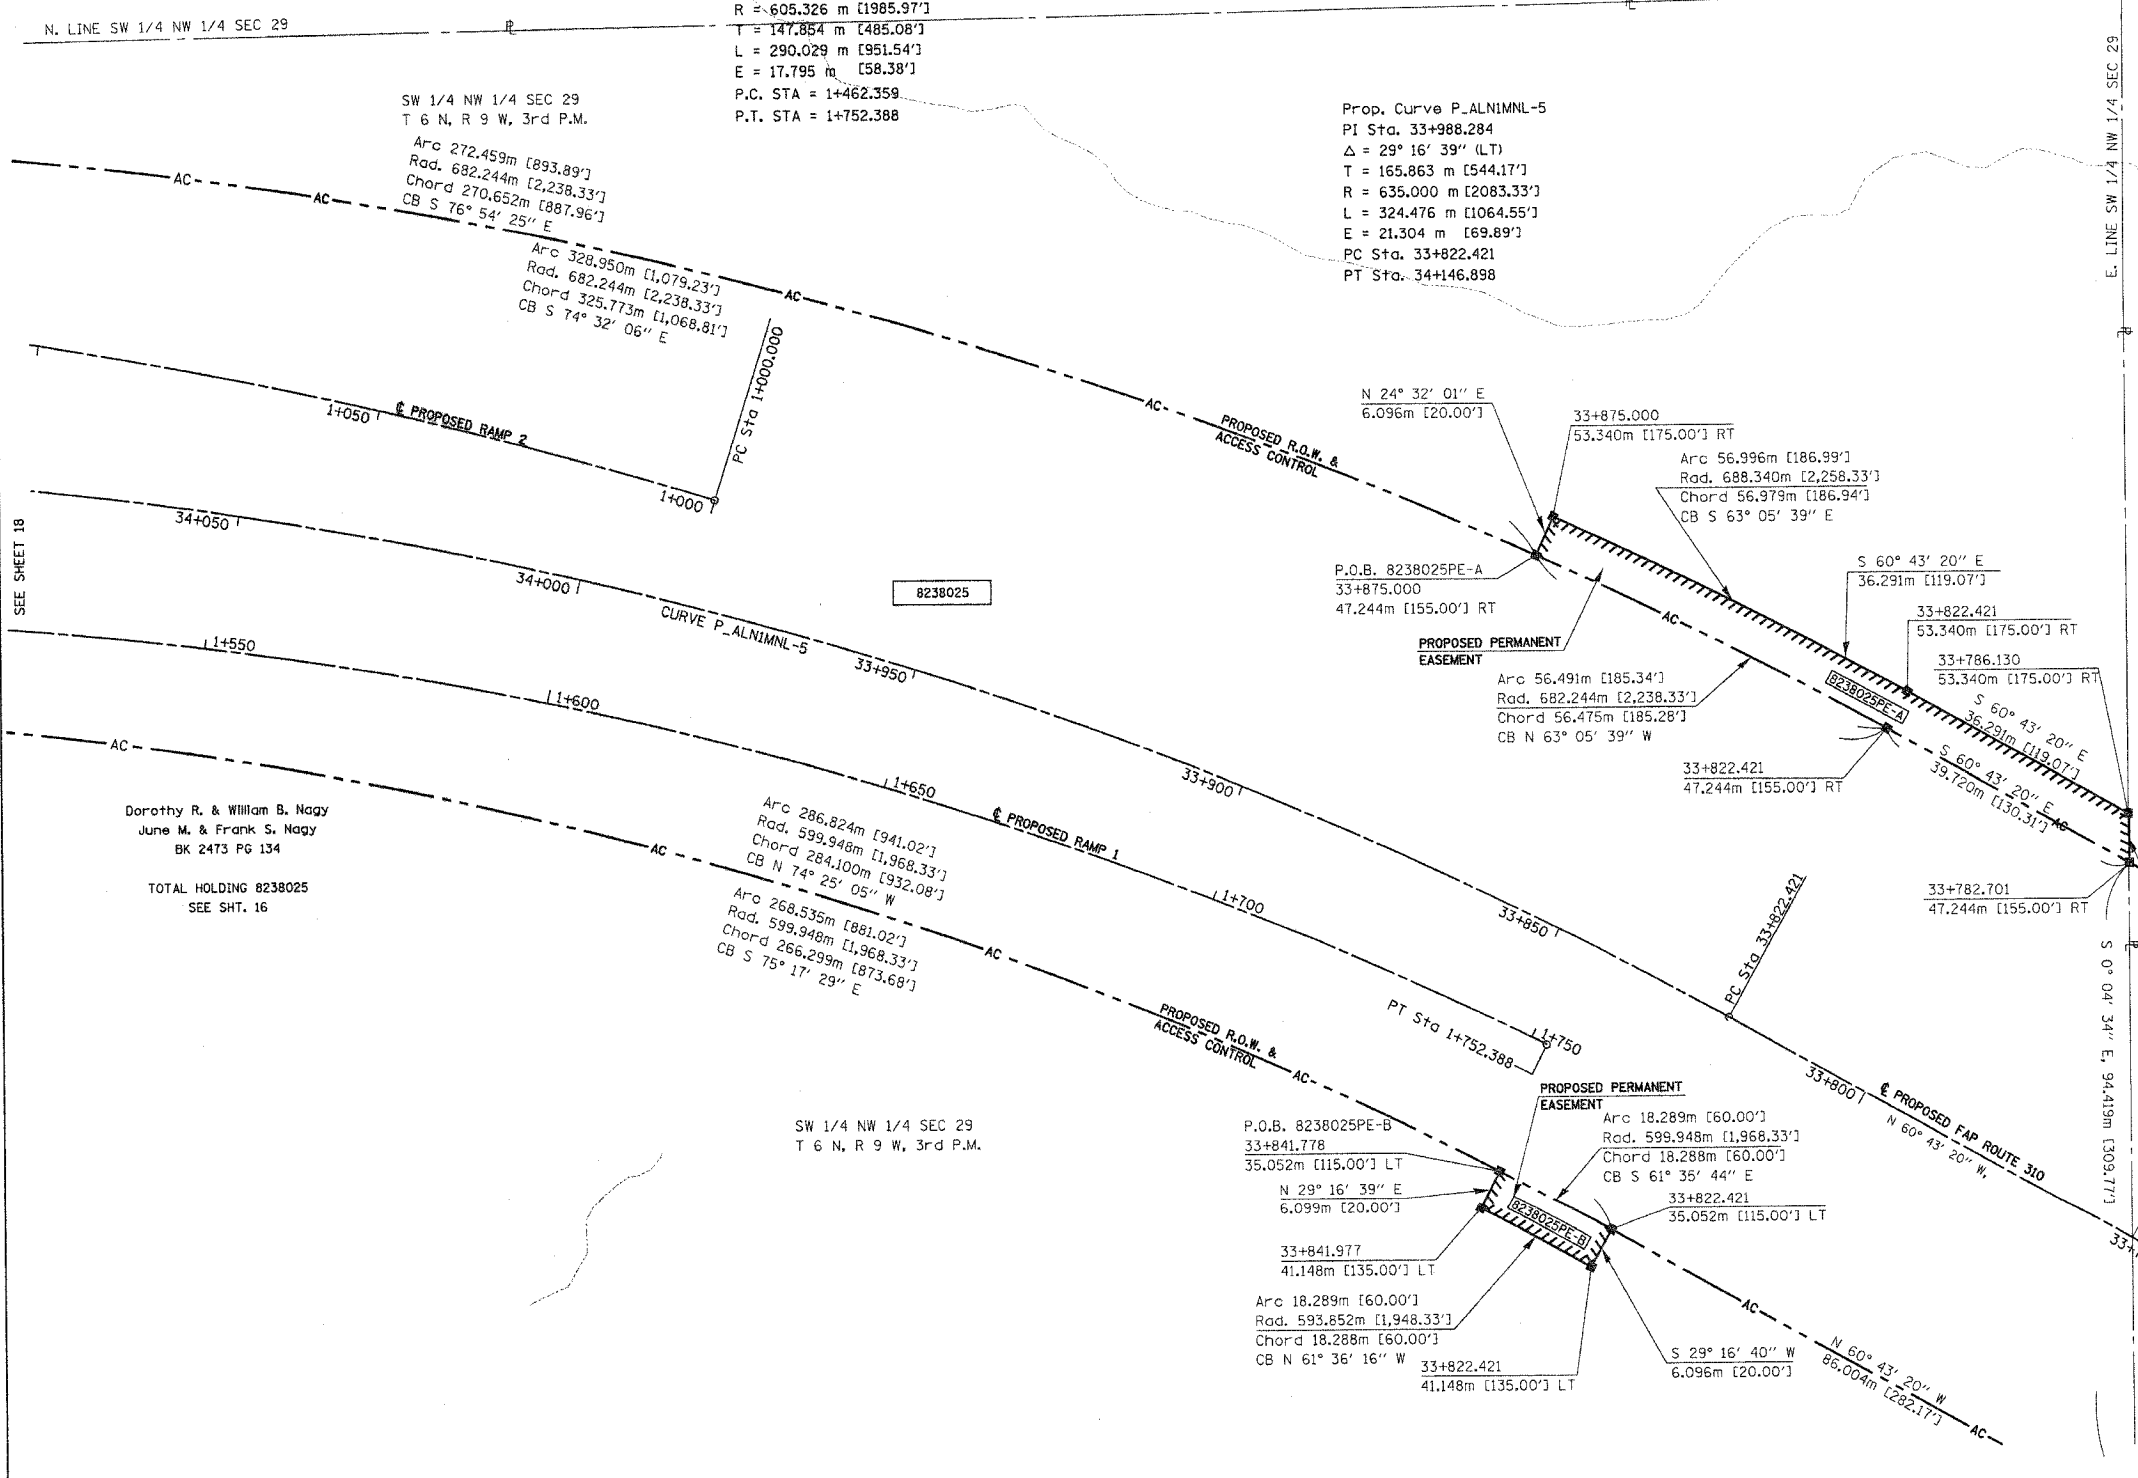 N. LINE SW 1/4 NW 1/4 SEC 29
R = 605.326 m [1985.97']
T = 147.854 m [485.08']
L = 290.029 m [951.54']
E = 17.795 m [58.38']
P.C. STA = 1+462.359
P.T. STA = 1+752.388
SW 1/4 NW 1/4 SEC 29
T 6 N, R 9 W, 3rd P.M.
Arc 272.459m [893.89']
Rad. 682.244m [2,238.33']
Chord 270.652m [887.96']
CB S 76° 54' 25" E
Arc 328.950m [1,079.23']
Rad. 682.244m [2,238.33']
Chord 325.773m [1,068.81']
CB S 74° 32' 06" E
Prop. Curve P_ALN1MNL-5
PI Sta. 33+988.284
Δ = 29° 16' 39" (LT)
T = 165.863 m [544.17']
R = 635.000 m [2083.33']
L = 324.476 m [1064.55']
E = 21.304 m [69.89']
PC Sta. 33+822.421
PT Sta. 34+146.898
E. LINE SW 1/4 NW 1/4 SEC 29
AC
AC
AC
AC
PROPOSED R.O.W. &
ACCESS CONTROL
1+050
℄ PROPOSED RAMP 2
1+000
PC Sta 1+000.000
N 24° 32' 01" E
6.096m [20.00']
33+875.000
53.340m [175.00'] RT
Arc 56.996m [186.99']
Rad. 688.340m [2,258.33']
Chord 56.979m [186.94']
CB S 63° 05' 39" E
P.O.B. 8238025PE-A
33+875.000
47.244m [155.00'] RT
S 60° 43' 20" E
36.291m [119.07']
33+822.421
53.340m [175.00'] RT
33+786.130
53.340m [175.00'] RT
PROPOSED PERMANENT
EASEMENT
AC
8238025PE-A
S 60° 43' 20" E
36.291m [119.07']
Arc 56.491m [185.34']
Rad. 682.244m [2,238.33']
Chord 56.475m [185.28']
CB N 63° 05' 39" W
33+822.421
47.244m [155.00'] RT
S 60° 43' 20" E
39.720m [130.31']
AC
33+782.701
47.244m [155.00'] RT
SEE SHEET 18
34+050
34+000
8238025
CURVE P_ALN1MNL-5
33+950
33+900
33+850
PC Sta 33+822.421
33+800
℄ PROPOSED FAP ROUTE 310
N 60° 43' 20" W,
S 0° 04' 34" E, 94.419m [309.77']
1+550
1+600
1+650
℄ PROPOSED RAMP 1
1+700
1+750
PT Sta 1+752.388
AC
AC
AC
Dorothy R. & William B. Nagy
June M. & Frank S. Nagy
BK 2473 PG 134
TOTAL HOLDING 8238025
SEE SHT. 16
Arc 286.824m [941.02']
Rad. 599.948m [1,968.33']
Chord 284.100m [932.08']
CB N 74° 25' 05" W
Arc 268.535m [881.02']
Rad. 599.948m [1,968.33']
Chord 266.299m [873.68']
CB S 75° 17' 29" E
PROPOSED R.O.W. &
ACCESS CONTROL
AC
SW 1/4 NW 1/4 SEC 29
T 6 N, R 9 W, 3rd P.M.
PROPOSED PERMANENT
EASEMENT
P.O.B. 8238025PE-B
33+841.778
35.052m [115.00'] LT
Arc 18.289m [60.00']
Rad. 599.948m [1,968.33']
Chord 18.288m [60.00']
CB S 61° 35' 44" E
N 29° 16' 39" E
6.099m [20.00']
8238025PE-B
33+822.421
35.052m [115.00'] LT
33+841.977
41.148m [135.00'] LT
Arc 18.289m [60.00']
Rad. 593.852m [1,948.33']
Chord 18.288m [60.00']
CB N 61° 36' 16" W
33+822.421
41.148m [135.00'] LT
S 29° 16' 40" W
6.096m [20.00']
AC
N 60° 43' 20" W
86.004m [282.17']
AC